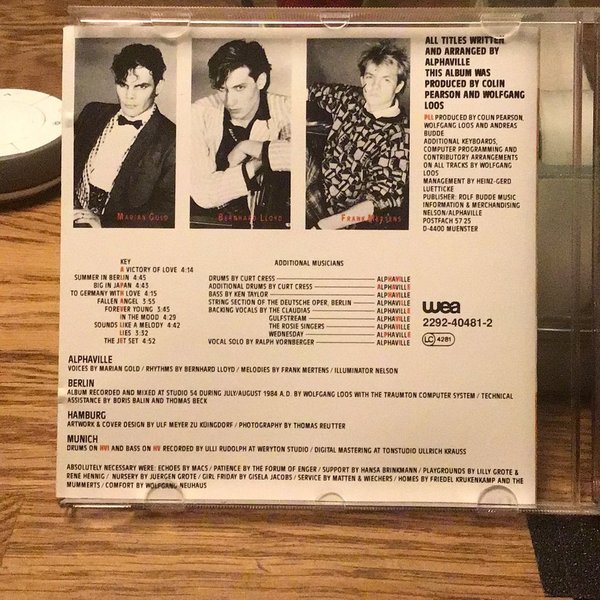 MARIAN GOLD
BERNHARD LLOYD
FRANK MERTENS
ALL TITLES WRITTEN
AND ARRANGED BY
ALPHAVILLE
THIS ALBUM WAS
PRODUCED BY COLIN
PEARSON AND WOLFGANG
LOOS
PRODUCED BY COLIN PEARSON,
WOLFGANG LOOS AND ANDREAS
BUDDE
ADDITIONAL KEYBOARDS,
COMPUTER PROGRAMMING AND
CONTRIBUTORY ARRANGEMENTS
ON ALL TRACKS BY WOLFGANG
LOOS
MANAGEMENT BY HEINZ-GERD
LUETTICKE
PUBLISHER: ROLF BUDDE MUSIC
INFORMATION & MERCHANDISING
NELSON/ALPHAVILLE
POSTFACH 57 25
D-4400 MUENSTER
KEY
A VICTORY OF LOVE 4:14
SUMMER IN BERLIN 4:45
BIG IN JAPAN 4:43
TO GERMANY WITH LOVE 4:15
FALLEN ANGEL 3:55
FOREVER YOUNG 3:45
IN THE MOOD 4:29
SOUNDS LIKE A MELODY 4:42
LIES 3:32
THE JET SET 4:52
ADDITIONAL MUSICIANS
DRUMS BY CURT CRESS ALPHAVILLE
ADDITIONAL DRUMS BY CURT CRESS ALPHAVILLE
BASS BY KEN TAYLOR ALPHAVILLE
STRING SECTION OF THE DEUTSCHE OPER, BERLIN ALPHAVILLE
BACKING VOCALS BY THE CLAUDIAS ALPHAVILLE
GULFSTREAM ALPHAVILLE
THE ROSIE SINGERS ALPHAVILLE
WEDNESDAY ALPHAVILLE
VOCAL SOLO BY RALPH VORNBERGER ALPHAVILLE
wea
2292-40481-2
LC 4281
ALPHAVILLE
VOICES BY MARIAN GOLD / RHYTHMS BY BERNHARD LLOYD / MELODIES BY FRANK MERTENS / ILLUMINATOR NELSON
BERLIN
ALBUM RECORDED AND MIXED AT STUDIO 54 DURING JULY/AUGUST 1984 A.D. BY WOLFGANG LOOS WITH THE TRAUMTON COMPUTER SYSTEM / TECHNICAL
ASSISTANCE BY BORIS BALIN AND THOMAS BECK
HAMBURG
ARTWORK & COVER DESIGN BY ULF MEYER ZU KÜINGDORF / PHOTOGRAPHY BY THOMAS REUTTER
MUNICH
DRUMS ON HVI AND BASS ON HV RECORDED BY ULLI RUDOLPH AT WERYTON STUDIO / DIGITAL MASTERING AT TONSTUDIO ULLRICH KRAUSS
ABSOLUTELY NECESSARY WERE: ECHOES BY MACS / PATIENCE BY THE FORUM OF ENGER / SUPPORT BY HANSA BRINKMANN / PLAYGROUNDS BY LILLY GROTE &
RENE HENNIG / NURSERY BY JUERGEN GROTE / GIRL FRIDAY BY GISELA JACOBS / SERVICE BY MATTEN & WIECHERS / HOMES BY FRIEDEL KRUKENKAMP AND THE
MUMMERTS / COMFORT BY WOLFGANG NEUHAUS